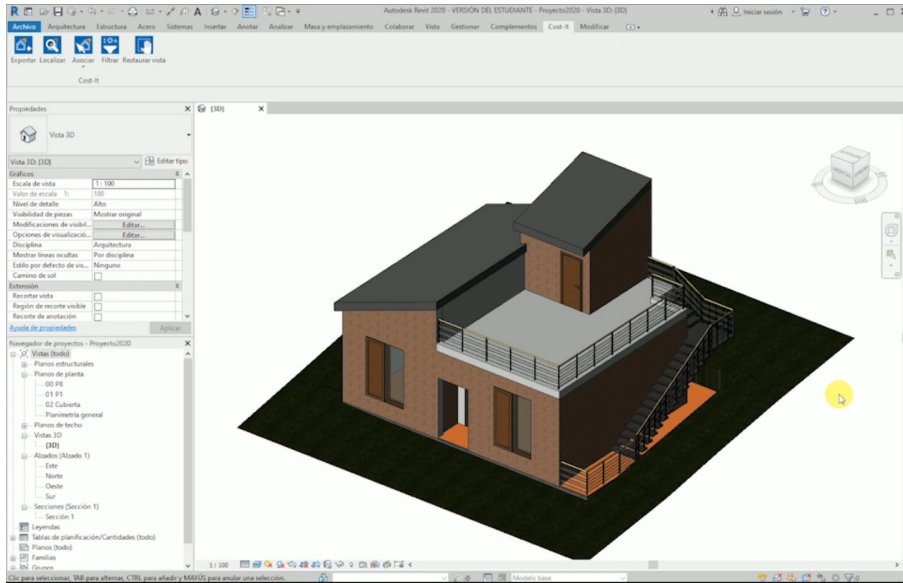 Autodesk Revit 2020 - VERSIÓN DEL ESTUDIANTE - Proyecto2020 - Vista 3D: {3D}
Iniciar sesión
Archivo Arquitectura Estructura Acero Sistemas Insertar Anotar Analizar Masa y emplazamiento Colaborar Vista Gestionar Complementos Cost-It Modificar
Exportar Localizar Asociar Filtrar Restaurar vista
Cost-It
Propiedades
{3D}
Vista 3D
Vista 3D: {3D}
Editar tipo
Gráficos
Escala de vista 1 : 100
Valor de escala 1: 100
Nivel de detalle Alto
Visibilidad de piezas Mostrar original
Modificaciones de visibil... Editar...
Opciones de visualizació... Editar...
Disciplina Arquitectura
Mostrar líneas ocultas Por disciplina
Estilo por defecto de vis... Ninguno
Camino de sol
Extensión
Recortar vista
Región de recorte visible
Recorte de anotación
Ayuda de propiedades Aplicar
Navegador de proyectos - Proyecto2020
Vistas (todo)
Planos estructurales
Planos de planta
00 PB
01 P1
02 Cubierta
Planimetría general
Planos de techo
Vistas 3D
{3D}
Alzados (Alzado 1)
Este
Norte
Oeste
Sur
Secciones (Sección 1)
Sección 1
Leyendas
Tablas de planificación/Cantidades (todo)
Planos (todo)
Familias
Grupos
1 : 100
Clic para seleccionar, TAB para alternar, CTRL para añadir y MAYÚS para anular una selección.
Modelo base